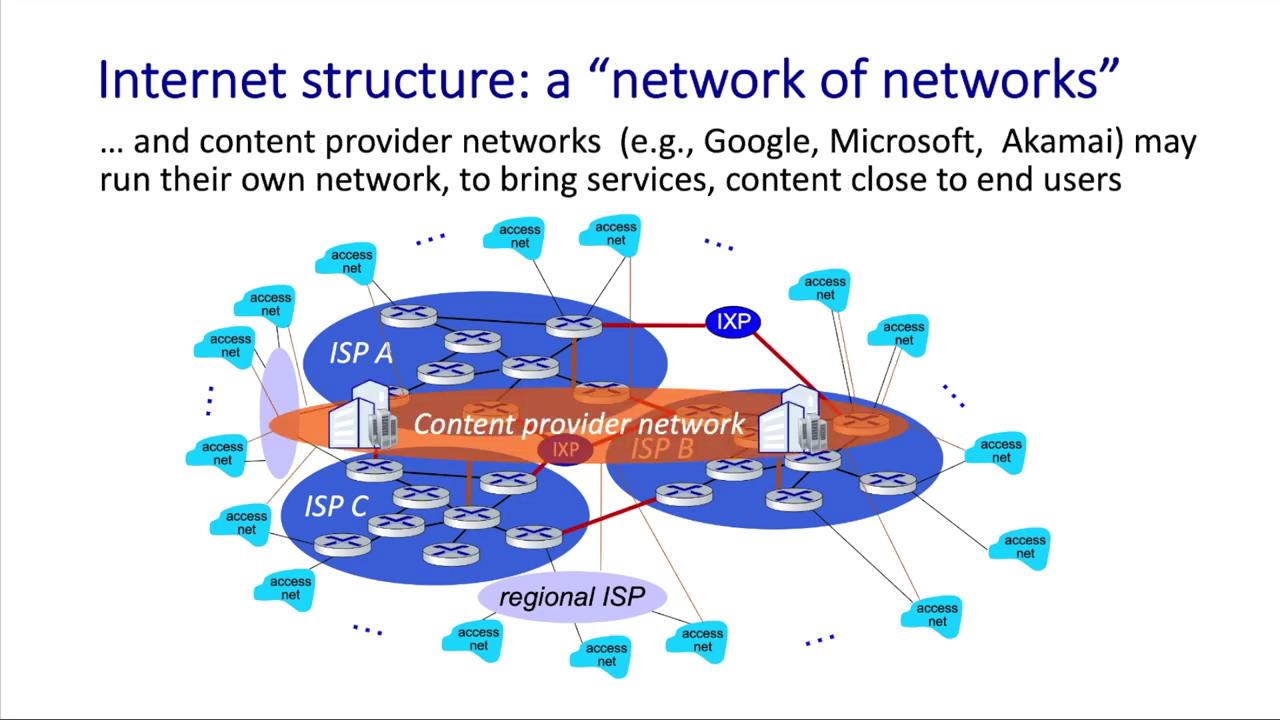 Internet structure: a “network of networks”
… and content provider networks (e.g., Google, Microsoft, Akamai) may
run their own network, to bring services, content close to end users
access
net
access
net
access
net
access
net
access
net
access
net
access
net
IXP
ISP A
Content provider network
IXP
ISP B
access
net
access
net
ISP C
access
net
access
net
access
net
regional ISP
access
net
access
net
access
net
access
net
access
net